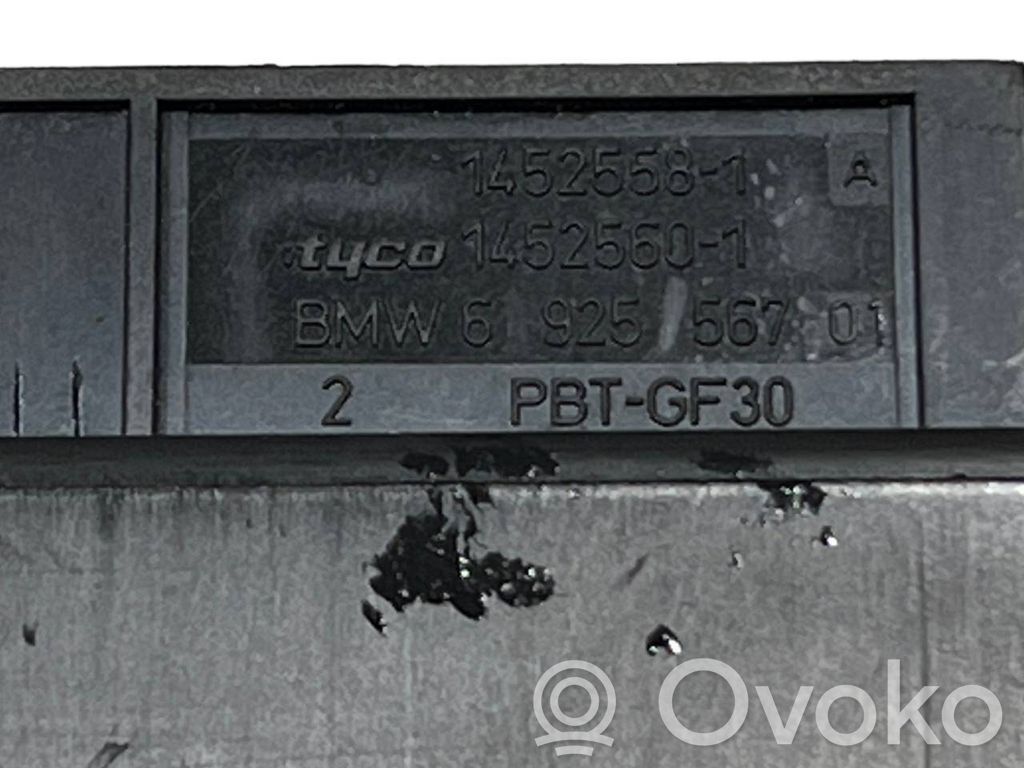 1452558-1 A
tyco 1452560-1
BMW 6 925 567 01
2 PBT-GF30
Ovoko